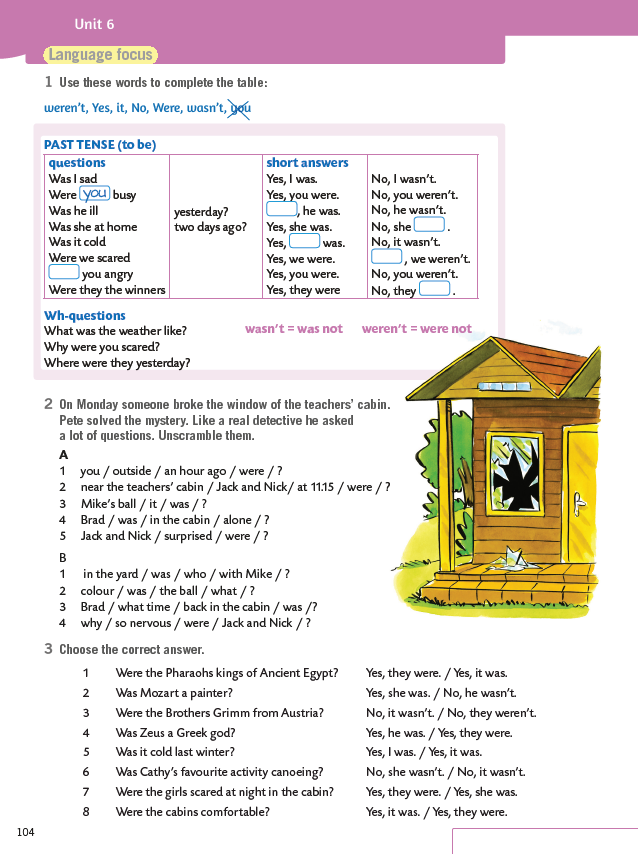 Unit 6
Language focus
1 Use these words to complete the table:
weren't, Yes, it, No, Were, wasn't, you
PAST TENSE (to be)
questions short answers
Was I sad Yes, I was. No, I wasn't.
Were you busy Yes, you were. No, you weren't.
Was he ill yesterday? , he was. No, he wasn't.
Was she at home two days ago? Yes, she was. No, she .
Was it cold Yes, was. No, it wasn't.
Were we scared Yes, we were. , we weren't.
you angry Yes, you were. No, you weren't.
Were they the winners Yes, they were No, they .
Wh-questions
What was the weather like? wasn't = was not weren't = were not
Why were you scared?
Where were they yesterday?
2 On Monday someone broke the window of the teachers' cabin.
Pete solved the mystery. Like a real detective he asked
a lot of questions. Unscramble them.
A
1 you / outside / an hour ago / were / ?
2 near the teachers' cabin / Jack and Nick/ at 11.15 / were / ?
3 Mike's ball / it / was / ?
4 Brad / was / in the cabin / alone / ?
5 Jack and Nick / surprised / were / ?
B
1 in the yard / was / who / with Mike / ?
2 colour / was / the ball / what / ?
3 Brad / what time / back in the cabin / was /?
4 why / so nervous / were / Jack and Nick / ?
3 Choose the correct answer.
1 Were the Pharaohs kings of Ancient Egypt? Yes, they were. / Yes, it was.
2 Was Mozart a painter? Yes, she was. / No, he wasn't.
3 Were the Brothers Grimm from Austria? No, it wasn't. / No, they weren't.
4 Was Zeus a Greek god? Yes, he was. / Yes, they were.
5 Was it cold last winter? Yes, I was. / Yes, it was.
6 Was Cathy's favourite activity canoeing? No, she wasn't. / No, it wasn't.
7 Were the girls scared at night in the cabin? Yes, they were. / Yes, she was.
8 Were the cabins comfortable? Yes, it was. / Yes, they were.
104